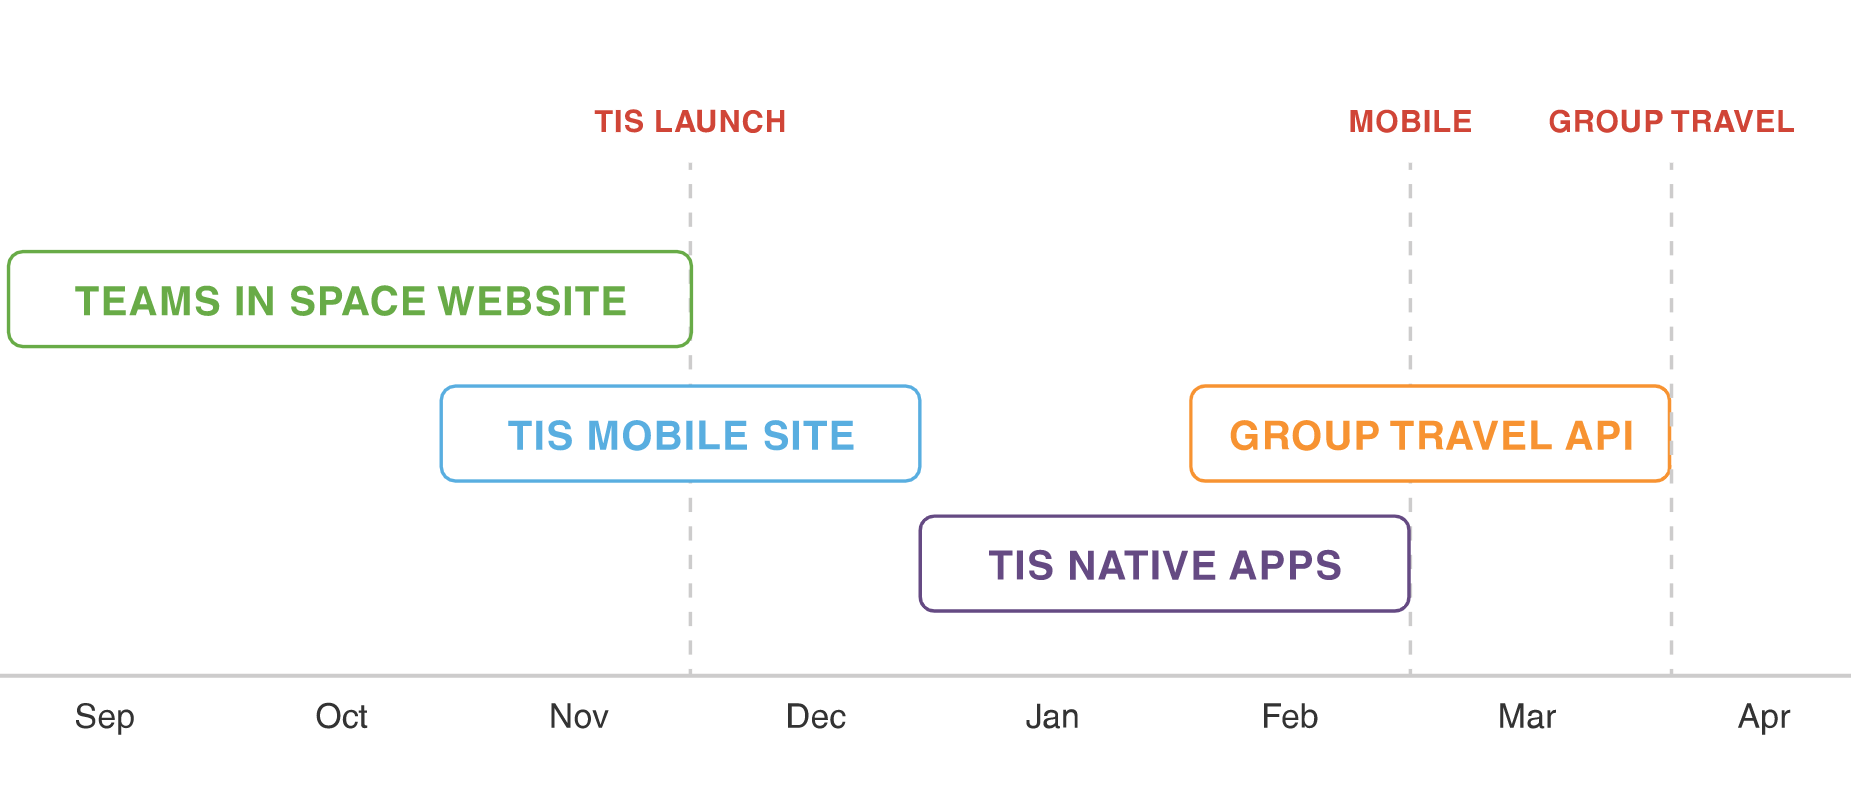 TIS LAUNCH
MOBILE
GROUP TRAVEL
TEAMS IN SPACE WEBSITE
TIS MOBILE SITE
GROUP TRAVEL API
TIS NATIVE APPS
Sep
Oct
Nov
Dec
Jan
Feb
Mar
Apr